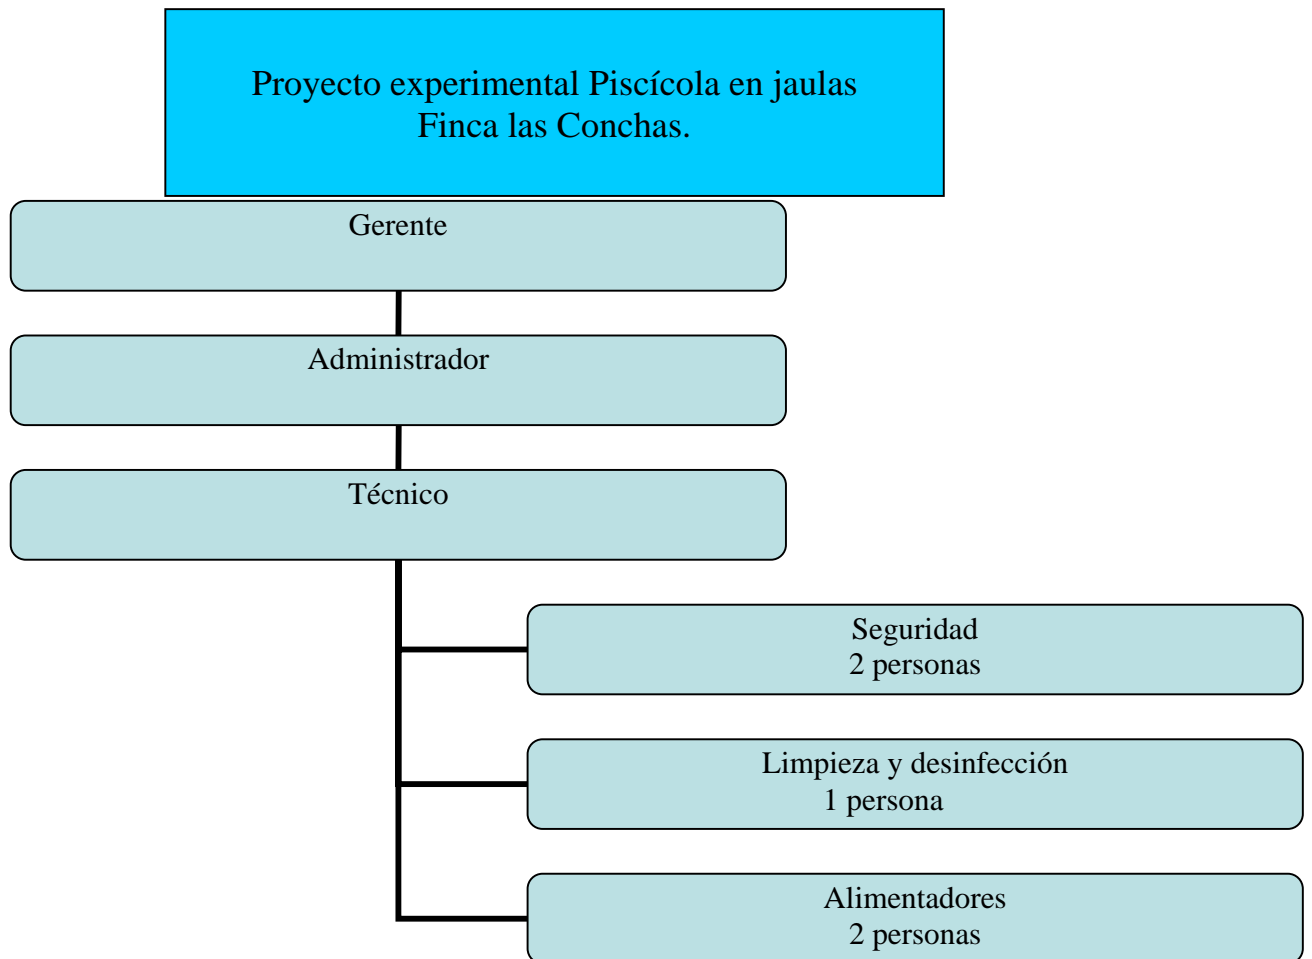 Proyecto experimental Piscícola en jaulas
Finca las Conchas.
Gerente
Administrador
Técnico
Seguridad
2 personas
Limpieza y desinfección
1 persona
Alimentadores
2 personas